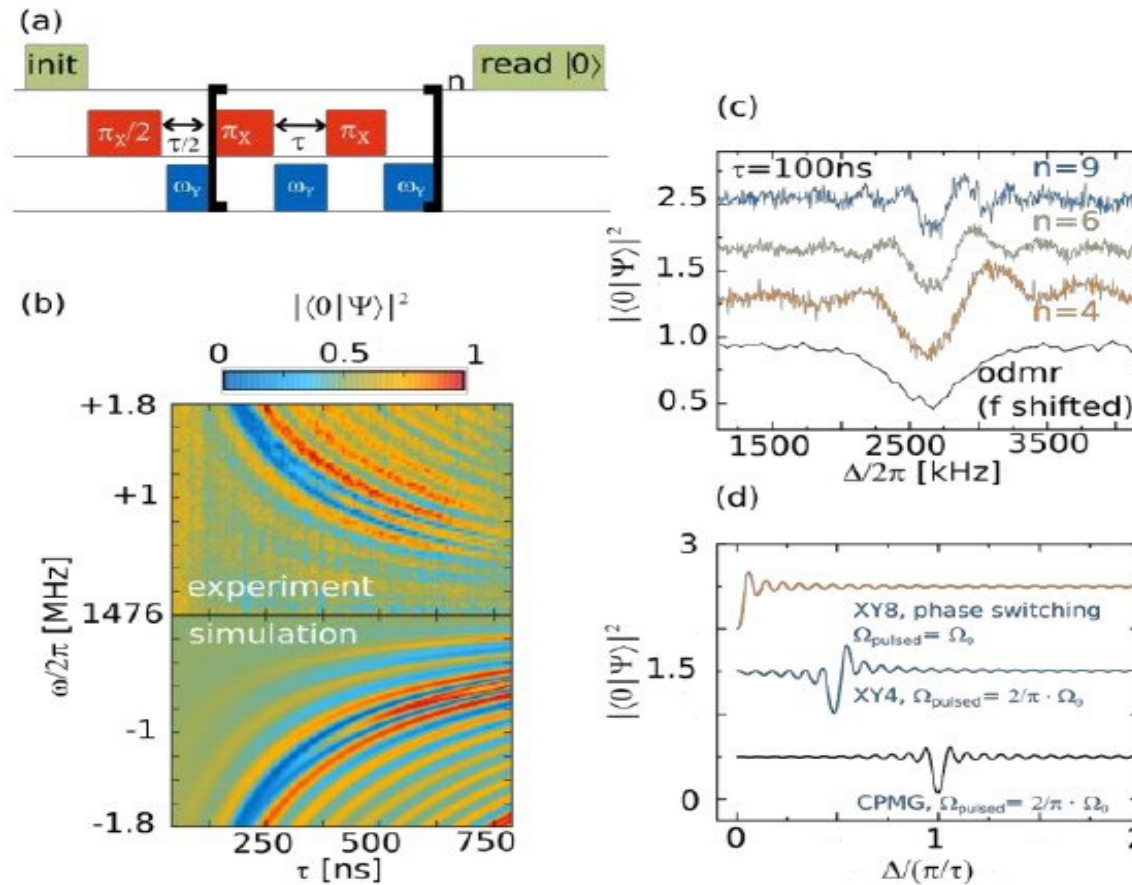 (a)
init
n
read |0⟩
π_X/2
τ/2
π_X
τ
π_X
ω_Y
ω_Y
ω_Y
(b)
|⟨0|Ψ⟩|²
0
0.5
1
+1.8
+1
1476
-1
-1.8
ω/2π [MHz]
experiment
simulation
250
500
750
τ [ns]
(c)
τ=100ns
n=9
n=6
n=4
odmr
(f shifted)
2.5
1.5
1.0
0.5
|⟨0|Ψ⟩|²
1500
2500
3500
Δ/2π [kHz]
(d)
3
1.5
0
|⟨0|Ψ⟩|²
XY8, phase switching
Ω_pulsed = Ω₀
XY4, Ω_pulsed = 2/π · Ω₀
CPMG, Ω_pulsed = 2/π · Ω₀
0
1
2
Δ/(π/τ)